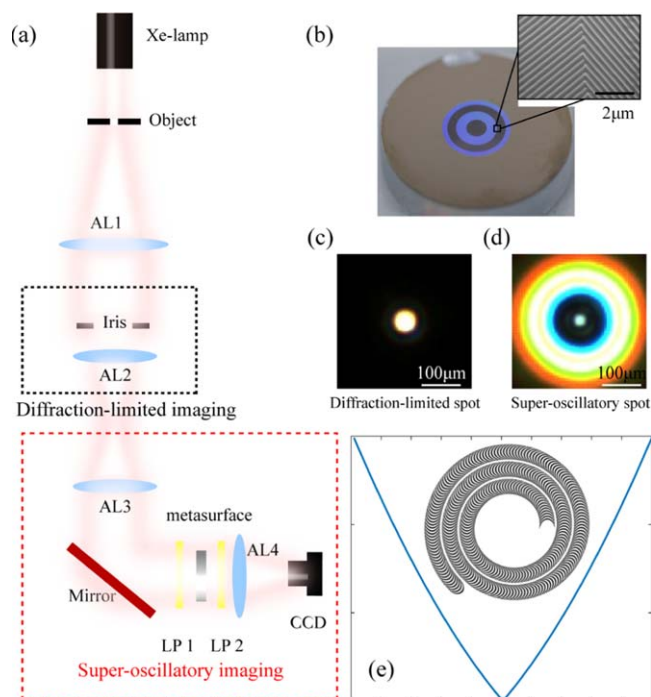 (a)
Xe-lamp
Object
AL1
Iris
AL2
Diffraction-limited imaging
AL3
metasurface
AL4
Mirror
CCD
LP 1
LP 2
Super-oscillatory imaging
(b)
2μm
(c)
100μm
Diffraction-limited spot
(d)
100μm
Super-oscillatory spot
(e)